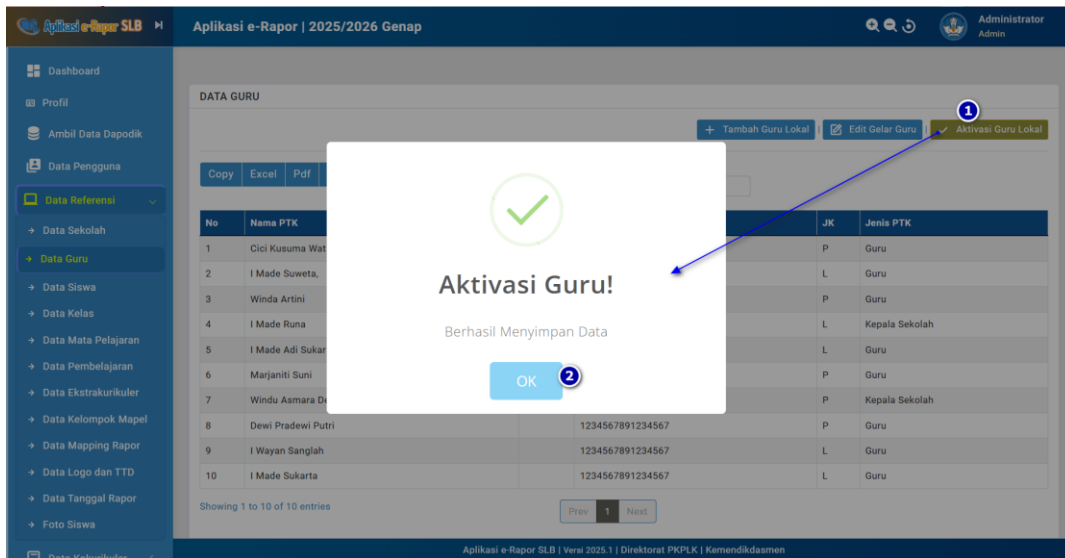 Aplikasi e-Rapor SLB
Aplikasi e-Rapor | 2025/2026 Genap
Administrator
Admin
Dashboard
Profil
Ambil Data Dapodik
Data Pengguna
Data Referensi
Data Sekolah
Data Guru
Data Siswa
Data Kelas
Data Mata Pelajaran
Data Pembelajaran
Data Ekstrakurikuler
Data Kelompok Mapel
Data Mapping Rapor
Data Logo dan TTD
Data Tanggal Rapor
Foto Siswa
Data Kokurikuler
DATA GURU
1
+ Tambah Guru Lokal | Edit Gelar Guru | Aktivasi Guru Lokal
Copy Excel Pdf
No Nama PTK JK Jenis PTK
1 Cici Kusuma Wat P Guru
2 I Made Suweta, L Guru
3 Winda Artini P Guru
4 I Made Runa L Kepala Sekolah
5 I Made Adi Sukar L Guru
6 Marjaniti Suni P Guru
7 Windu Asmara De P Kepala Sekolah
8 Dewi Pradewi Putri 1234567891234567 P Guru
9 I Wayan Sanglah 1234567891234567 L Guru
10 I Made Sukarta 1234567891234567 L Guru
Aktivasi Guru!
Berhasil Menyimpan Data
OK 2
Showing 1 to 10 of 10 entries
Prev 1 Next
Aplikasi e-Rapor SLB | Versi 2025.1 | Direktorat PKPLK | Kemendikdasmen